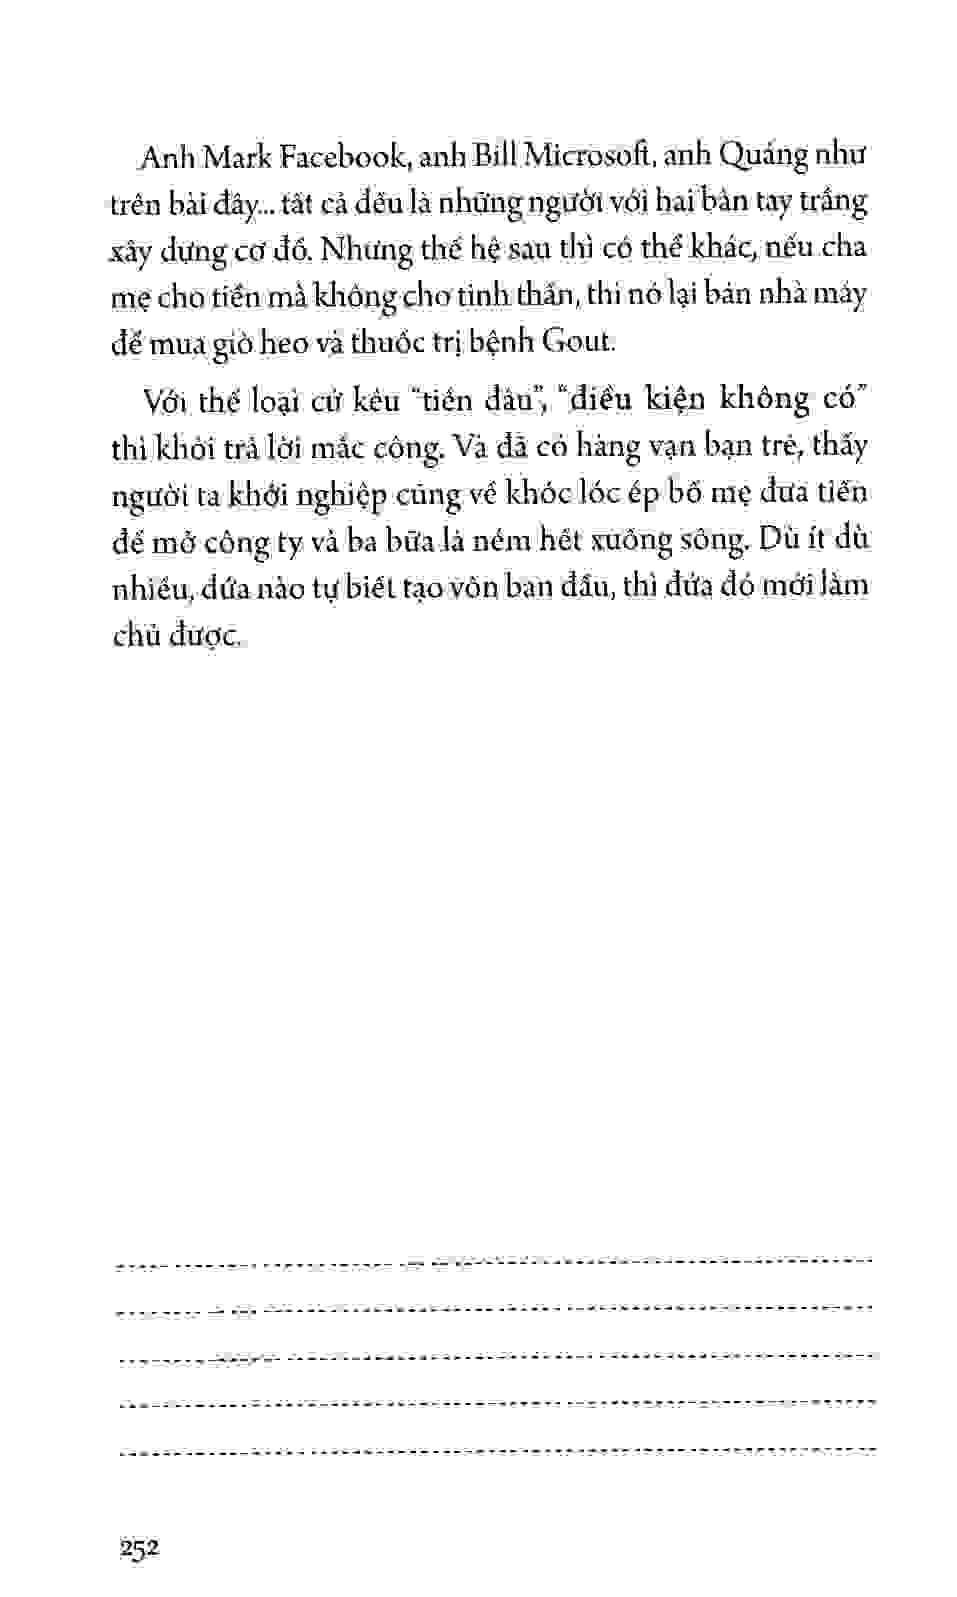 Anh Mark Facebook, anh Bill Microsoft, anh Quảng như
trên bài đây... tất cả đều là những người với hai bàn tay trắng
xây dựng cơ đồ. Nhưng thế hệ sau thì có thể khác, nếu cha
mẹ cho tiền mà không cho tinh thần, thì nó lại bán nhà máy
để mua giò heo và thuốc trị bệnh Gout.
Với thể loại cứ kêu “tiền đâu”, “điều kiện không có”
thì khỏi trả lời mắc công. Và đã có hàng vạn bạn trẻ, thấy
người ta khởi nghiệp cũng về khóc lóc ép bố mẹ đưa tiền
để mở công ty và ba bữa là ném hết xuống sông. Dù ít dù
nhiều, đứa nào tự biết tạo vốn ban đầu, thì đứa đó mới làm
chủ được.
252